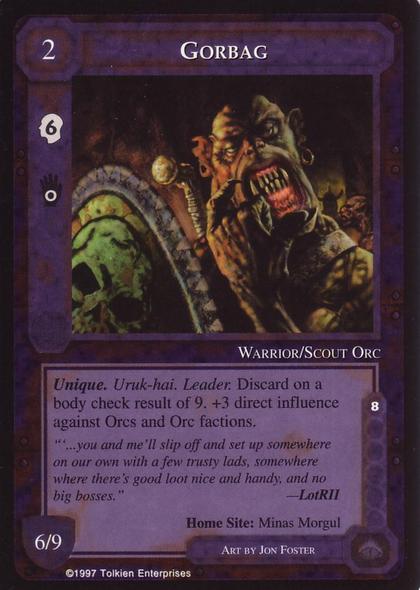 2
GORBAG
6
0
WARRIOR/SCOUT ORC
Unique. Uruk-hai. Leader. Discard on a
body check result of 9. +3 direct influence
against Orcs and Orc factions.
8
“‘...you and me’ll slip off and set up somewhere
on our own with a few trusty lads, somewhere
where there’s good loot nice and handy, and no
big bosses.” —LotRII
Home Site: Minas Morgul
6/9
ART BY JON FOSTER
©1997 Tolkien Enterprises